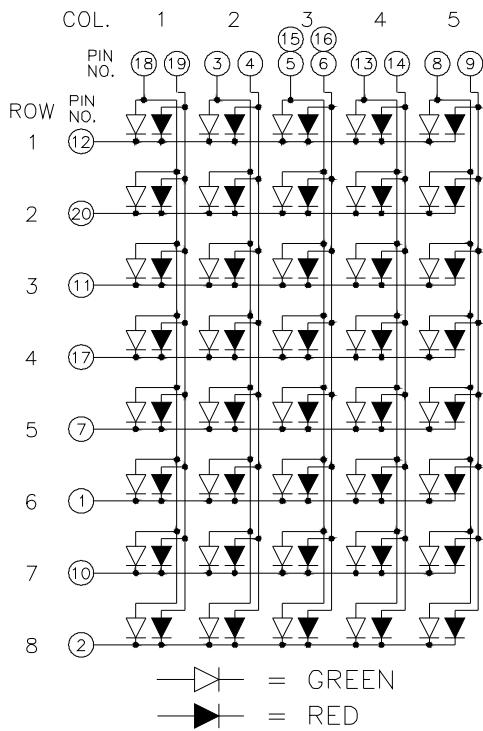 COL. 1 2 3 4 5
15 16
PIN NO. 18 19 3 4 5 6 13 14 8 9
ROW PIN NO.
1 12
2 20
3 11
4 17
5 7
6 1
7 10
8 2
= GREEN
= RED